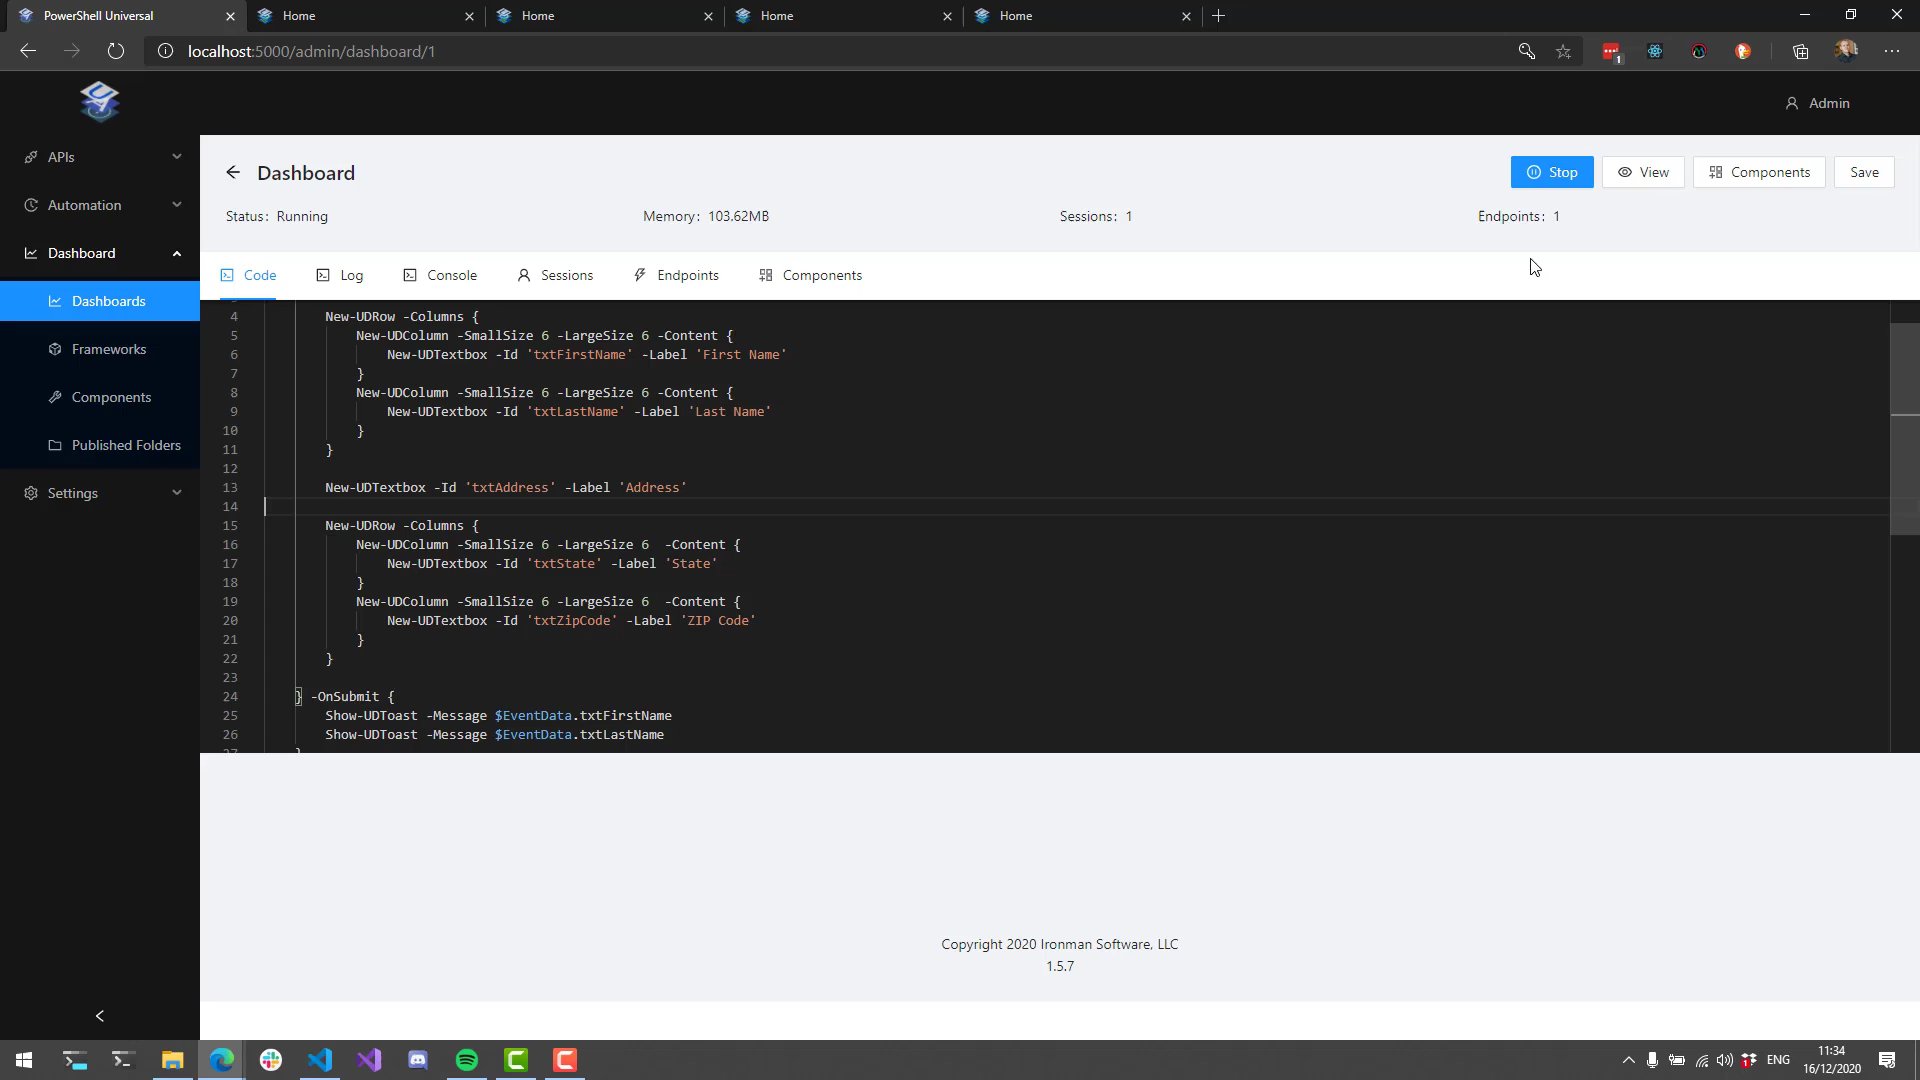 PowerShell Universal
Home
Home
Home
Home
localhost:5000/admin/dashboard/1
1
Admin
APIs
Automation
Dashboard
Dashboards
Frameworks
Components
Published Folders
Settings
Dashboard
Stop
View
Components
Save
Status: Running
Memory: 103.62MB
Sessions: 1
Endpoints: 1
Code
Log
Console
Sessions
Endpoints
Components
4 New-UDRow -Columns {
5 New-UDColumn -SmallSize 6 -LargeSize 6 -Content {
6 New-UDTextbox -Id 'txtFirstName' -Label 'First Name'
7 }
8 New-UDColumn -SmallSize 6 -LargeSize 6 -Content {
9 New-UDTextbox -Id 'txtLastName' -Label 'Last Name'
10 }
11 }
12
13 New-UDTextbox -Id 'txtAddress' -Label 'Address'
14
15 New-UDRow -Columns {
16 New-UDColumn -SmallSize 6 -LargeSize 6  -Content {
17 New-UDTextbox -Id 'txtState' -Label 'State'
18 }
19 New-UDColumn -SmallSize 6 -LargeSize 6  -Content {
20 New-UDTextbox -Id 'txtZipCode' -Label 'ZIP Code'
21 }
22 }
23
24 } -OnSubmit {
25 Show-UDToast -Message $EventData.txtFirstName
26 Show-UDToast -Message $EventData.txtLastName
Copyright 2020 Ironman Software, LLC
1.5.7
ENG
11:34
16/12/2020